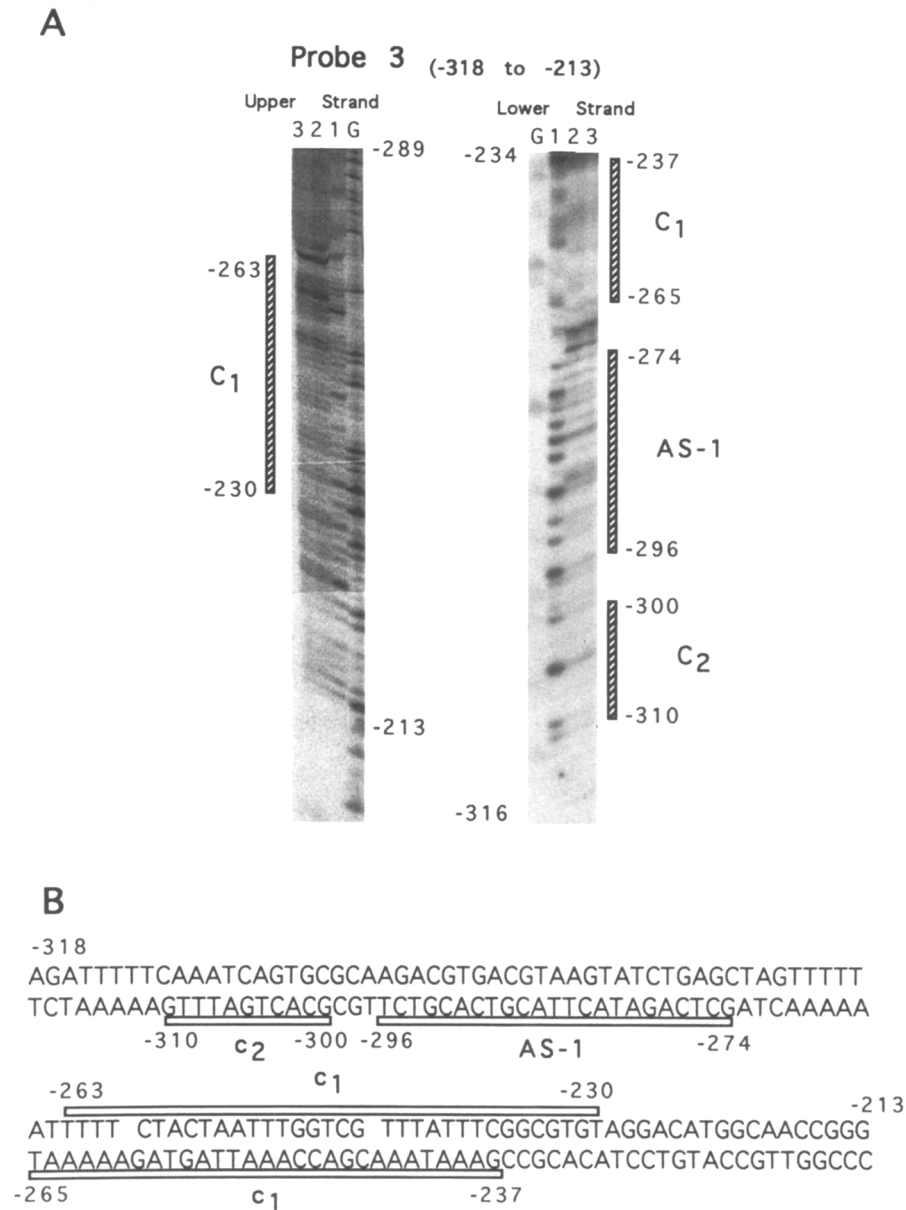 A
Probe 3 (-318 to -213)
Upper Strand
Lower Strand
3 2 1 G
G 1 2 3
-289
-234
-237
C1
-263
-265
C1
-274
AS-1
-230
-296
-300
C2
-310
-213
-316
B
-318
AGATTTTTCAAATCAGTGCGCAAGACGTGACGTAAGTATCTGAGCTAGTTTTT
TCTAAAAAGTTTAGTCACGCGTTCTGCACTGCATTCATAGACTCGATCAAAAA
-310 c2 -300 -296 AS-1 -274
c1
-263 -230 -213
ATTTTT CTACTAATTTGGTCG TTTATTTCGGCGTGTAGGACATGGCAACCGGG
TAAAAAGATGATTAAACCAGCAAATAAAGCCGCACATCCTGTACCGTTGGCCC
-265 c1 -237